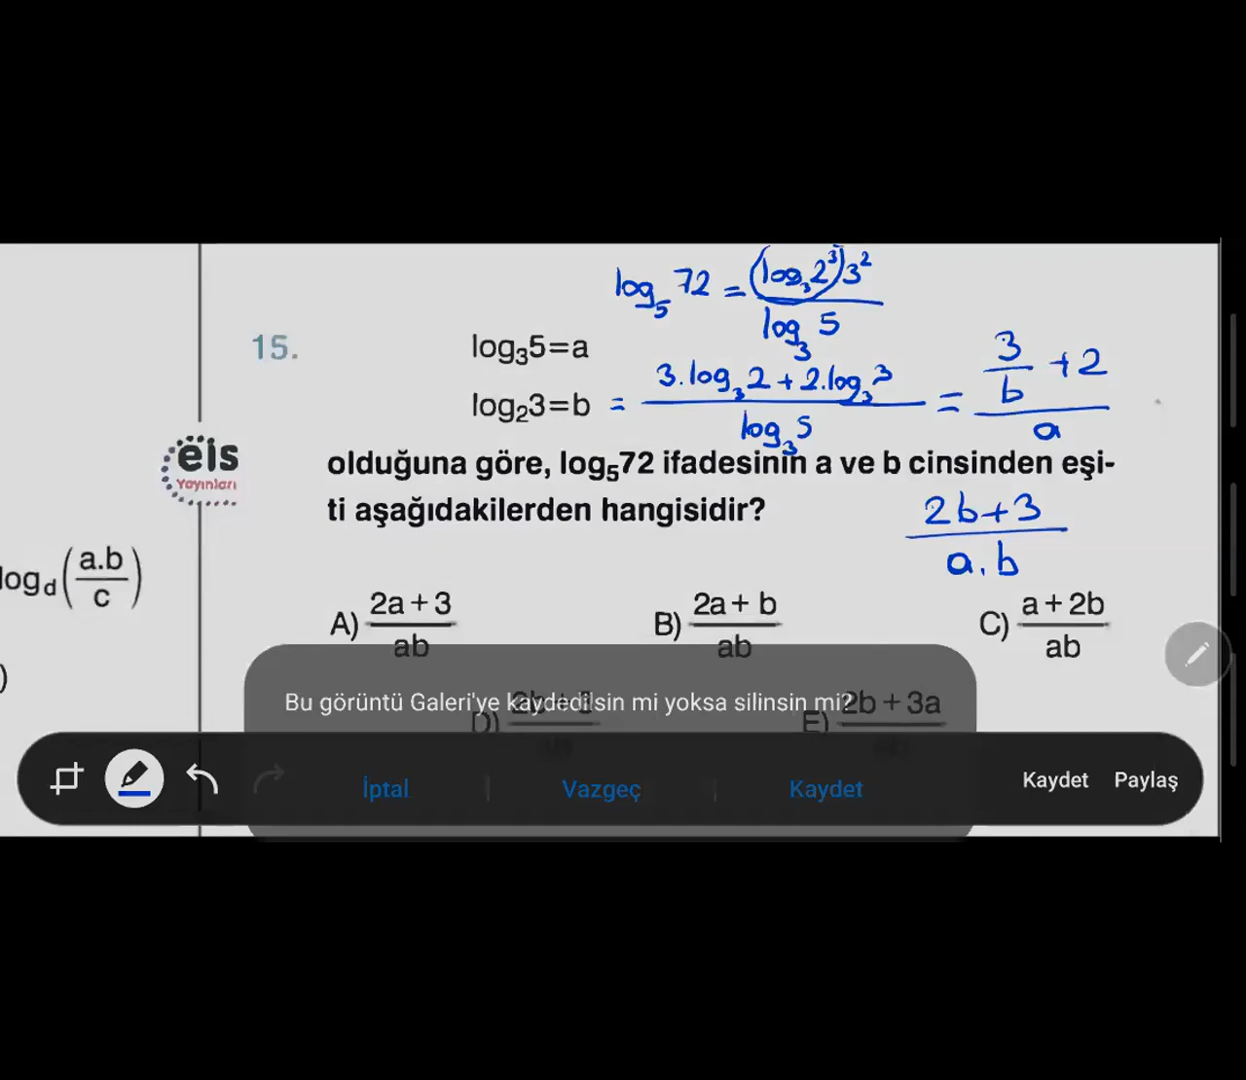 log₅72 = (log₃2³)3²
log₃5
15.
log₃5=a
log₂3=b
= 3.log₃2 + 2.log₃3 = 3/b + 2
log₃5 a
eis
Yayınları
olduğuna göre, log₅72 ifadesinin a ve b cinsinden eşi-
ti aşağıdakilerden hangisidir?
2b+3
a.b
log_d(a.b/c)
)
A) 2a+3/ab B) 2a+b/ab C) a+2b/ab
Bu görüntü Galeri'ye kaydedilsin mi yoksa silinsin mi?
D) E) 2b+3a
İptal Vazgeç Kaydet
Kaydet Paylaş